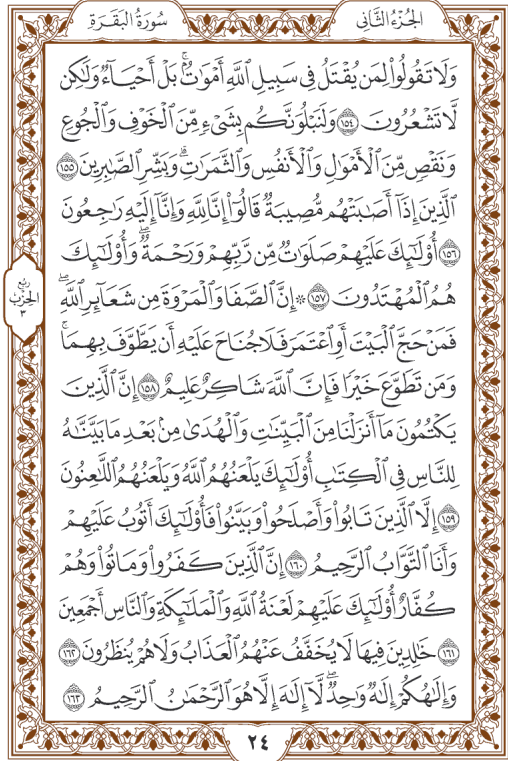 سُورَةُ البَقَرَةِ
الجُزْءُ الثَّانِي
وَلَا تَقُولُوا۟ لِمَن يُقْتَلُ فِى سَبِيلِ ٱللَّهِ أَمْوَٰتٌۢ ۚ بَلْ أَحْيَآءٌ وَلَـٰكِن
لَّا تَشْعُرُونَ ١٥٤ وَلَنَبْلُوَنَّكُم بِشَىْءٍ مِّنَ ٱلْخَوْفِ وَٱلْجُوعِ
وَنَقْصٍ مِّنَ ٱلْأَمْوَٰلِ وَٱلْأَنفُسِ وَٱلثَّمَرَٰتِ ۗ وَبَشِّرِ ٱلصَّـٰبِرِينَ ١٥٥
ٱلَّذِينَ إِذَآ أَصَـٰبَتْهُم مُّصِيبَةٌ قَالُوٓا۟ إِنَّا لِلَّهِ وَإِنَّآ إِلَيْهِ رَٰجِعُونَ
١٥٦ أُو۟لَـٰٓئِكَ عَلَيْهِمْ صَلَوَٰتٌ مِّن رَّبِّهِمْ وَرَحْمَةٌ ۖ وَأُو۟لَـٰٓئِكَ
هُمُ ٱلْمُهْتَدُونَ ١٥٧ ۞ إِنَّ ٱلصَّفَا وَٱلْمَرْوَةَ مِن شَعَآئِرِ ٱللَّهِ ۖ
فَمَنْ حَجَّ ٱلْبَيْتَ أَوِ ٱعْتَمَرَ فَلَا جُنَاحَ عَلَيْهِ أَن يَطَّوَّفَ بِهِمَا ۚ
وَمَن تَطَوَّعَ خَيْرًا فَإِنَّ ٱللَّهَ شَاكِرٌ عَلِيمٌ ١٥٨ إِنَّ ٱلَّذِينَ
يَكْتُمُونَ مَآ أَنزَلْنَا مِنَ ٱلْبَيِّنَـٰتِ وَٱلْهُدَىٰ مِنۢ بَعْدِ مَا بَيَّنَّـٰهُ
لِلنَّاسِ فِى ٱلْكِتَـٰبِ أُو۟لَـٰٓئِكَ يَلْعَنُهُمُ ٱللَّهُ وَيَلْعَنُهُمُ ٱللَّـٰعِنُونَ
١٥٩ إِلَّا ٱلَّذِينَ تَابُوا۟ وَأَصْلَحُوا۟ وَبَيَّنُوا۟ فَأُو۟لَـٰٓئِكَ أَتُوبُ عَلَيْهِمْ
وَأَنَا ٱلتَّوَّابُ ٱلرَّحِيمُ ١٦٠ إِنَّ ٱلَّذِينَ كَفَرُوا۟ وَمَاتُوا۟ وَهُمْ
كُفَّارٌ أُو۟لَـٰٓئِكَ عَلَيْهِمْ لَعْنَةُ ٱللَّهِ وَٱلْمَلَـٰٓئِكَةِ وَٱلنَّاسِ أَجْمَعِينَ
١٦١ خَـٰلِدِينَ فِيهَا لَا يُخَفَّفُ عَنْهُمُ ٱلْعَذَابُ وَلَا هُمْ يُنظَرُونَ ١٦٢
وَإِلَـٰهُكُمْ إِلَـٰهٌ وَٰحِدٌ ۖ لَّآ إِلَـٰهَ إِلَّا هُوَ ٱلرَّحْمَـٰنُ ٱلرَّحِيمُ ١٦٣
ربع
الحزب
٣
٢٤